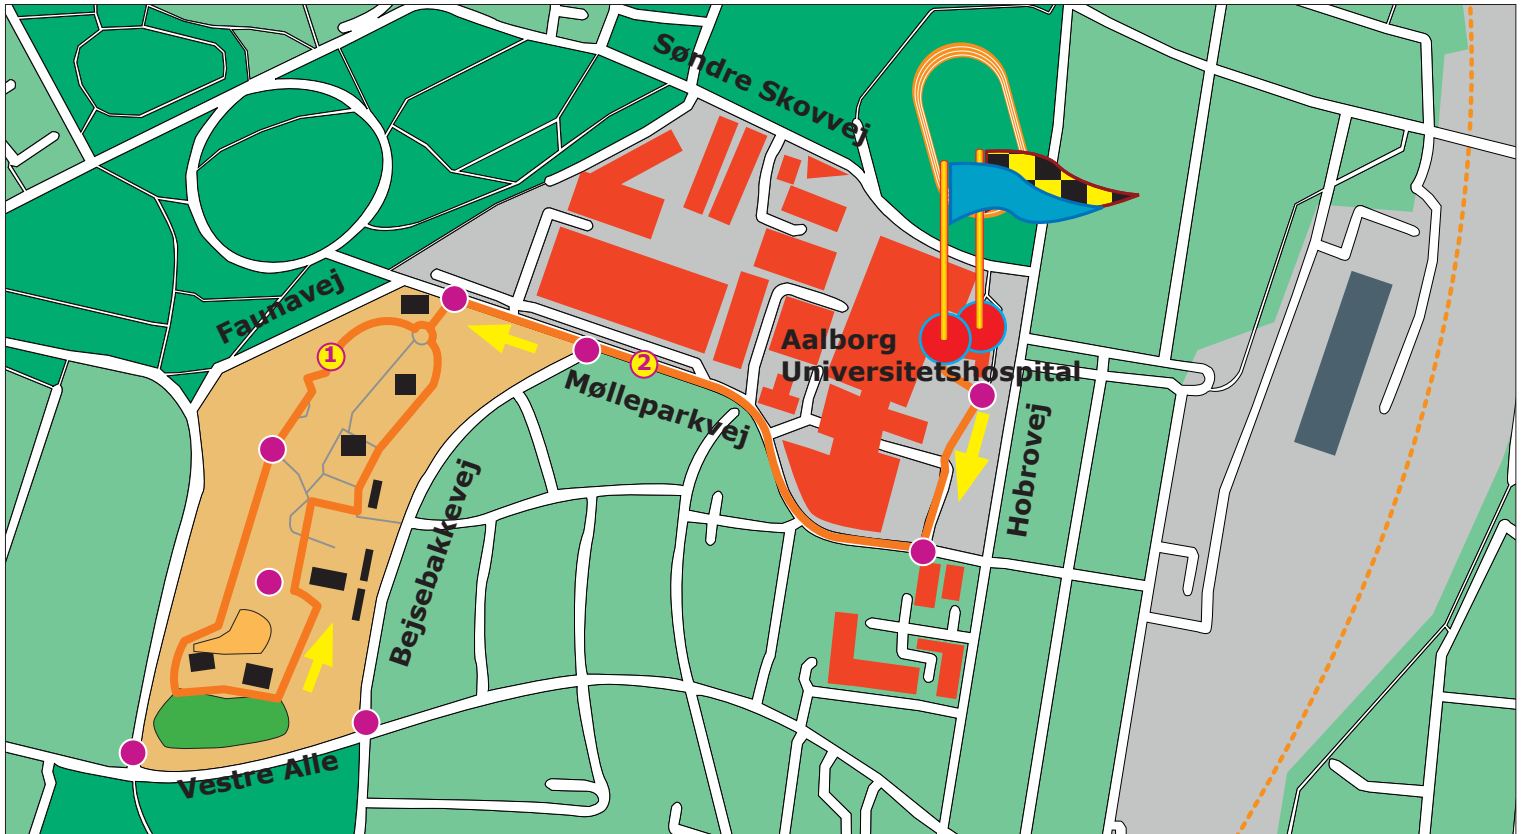 Søndre Skovvej
Faunavej
1
2
Aalborg
Universitetshospital
Mølleparkvej
Hobrovej
Bejsebakkevej
Vestre Alle